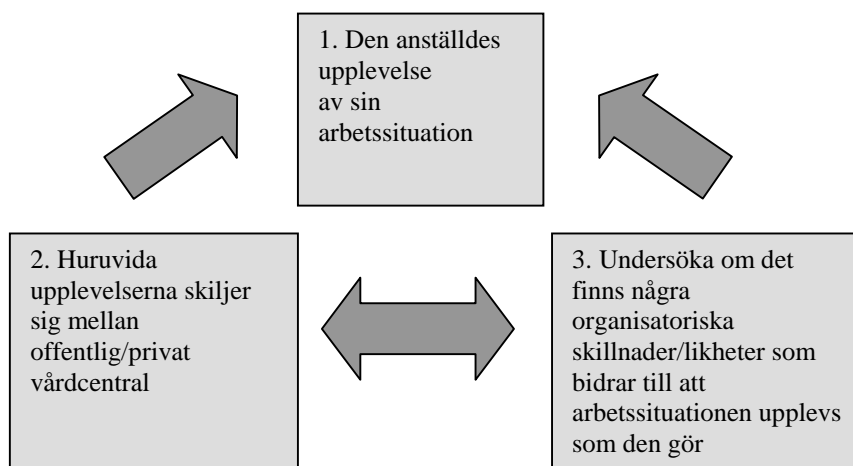 1. Den anställdes
upplevelse
av sin
arbetssituation
2. Huruvida
upplevelserna skiljer
sig mellan
offentlig/privat
vårdcentral
3. Undersöka om det
finns några
organisatoriska
skillnader/likheter som
bidrar till att
arbetssituationen upplevs
som den gör